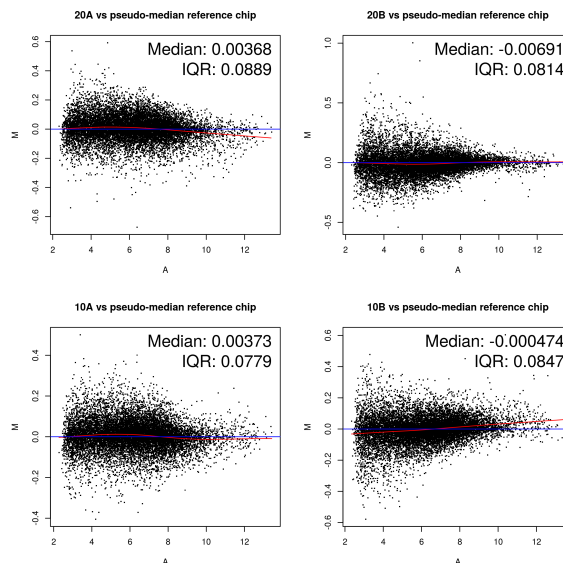 20A vs pseudo-median reference chip
Median: 0.00368
IQR: 0.0889
0.6
0.4
0.2
0.0
-0.2
-0.4
-0.6
M
2 4 6 8 10 12
A
20B vs pseudo-median reference chip
Median: -0.00691
IQR: 0.0814
1.0
0.5
0.0
-0.5
M
2 4 6 8 10 12
A
10A vs pseudo-median reference chip
Median: 0.00373
IQR: 0.0779
0.4
0.2
0.0
-0.2
-0.4
M
2 4 6 8 10 12
A
10B vs pseudo-median reference chip
Median: -0.000474
IQR: 0.0847
0.6
0.4
0.2
0.0
-0.2
-0.4
-0.6
M
2 4 6 8 10 12
A